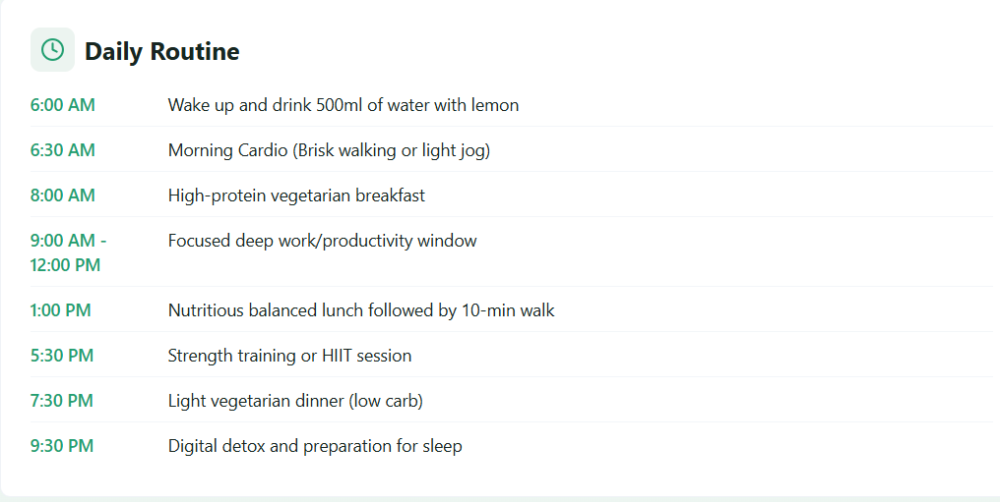 Daily Routine
6:00 AM Wake up and drink 500ml of water with lemon
6:30 AM Morning Cardio (Brisk walking or light jog)
8:00 AM High-protein vegetarian breakfast
9:00 AM - Focused deep work/productivity window
12:00 PM
1:00 PM Nutritious balanced lunch followed by 10-min walk
5:30 PM Strength training or HIIT session
7:30 PM Light vegetarian dinner (low carb)
9:30 PM Digital detox and preparation for sleep